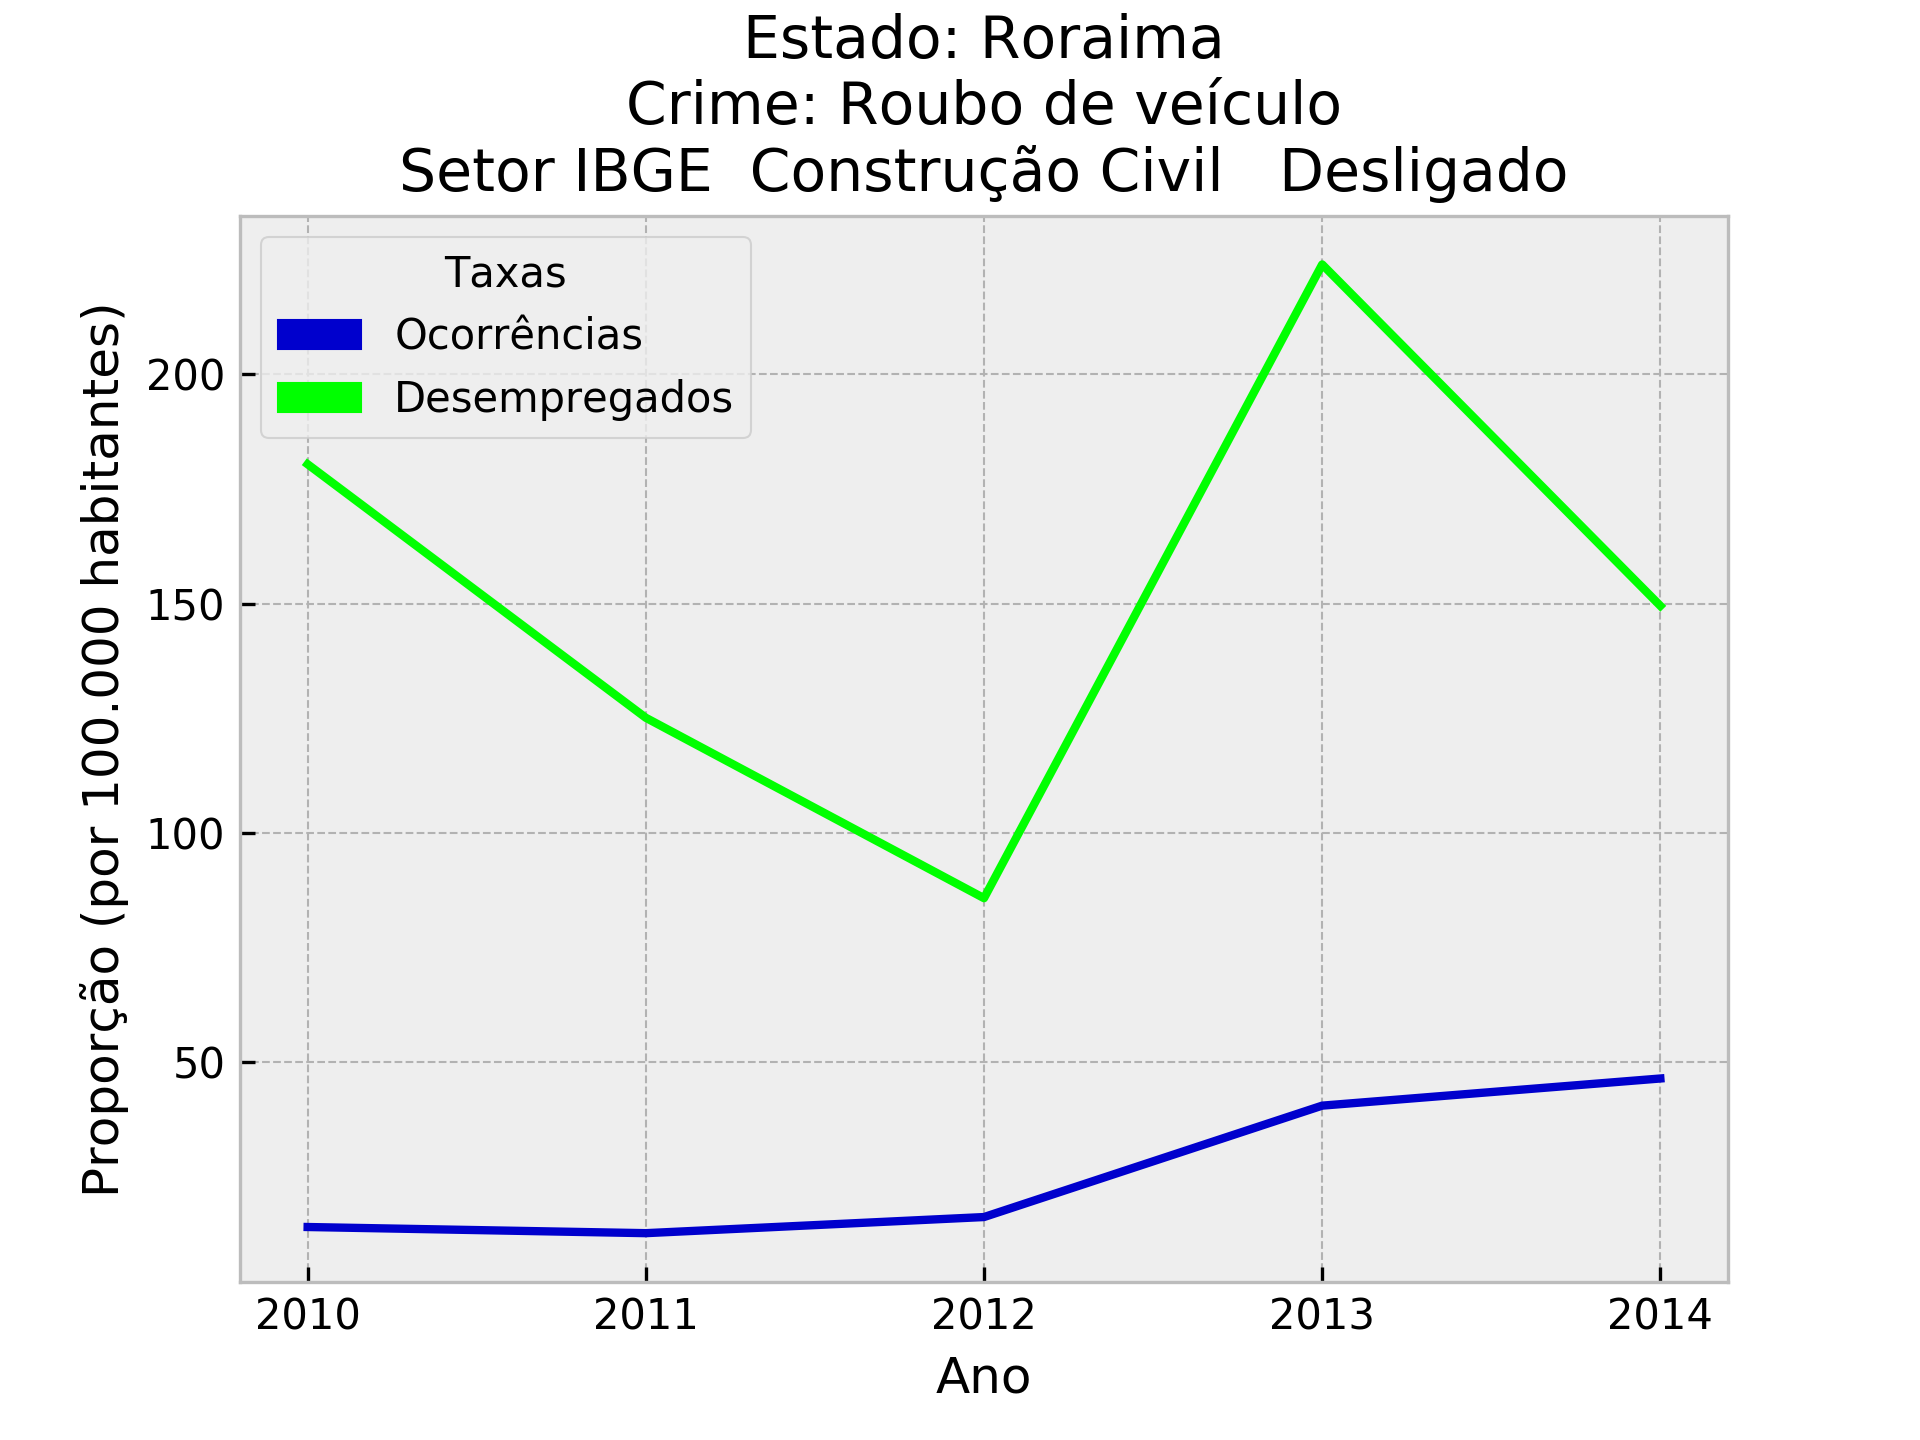 Estado: Roraima
Crime: Roubo de veículo
Setor IBGE  Construção Civil   Desligado
Taxas
Ocorrências
Desempregados
Proporção (por 100.000 habitantes)
200
150
100
50
2010 2011 2012 2013 2014
Ano